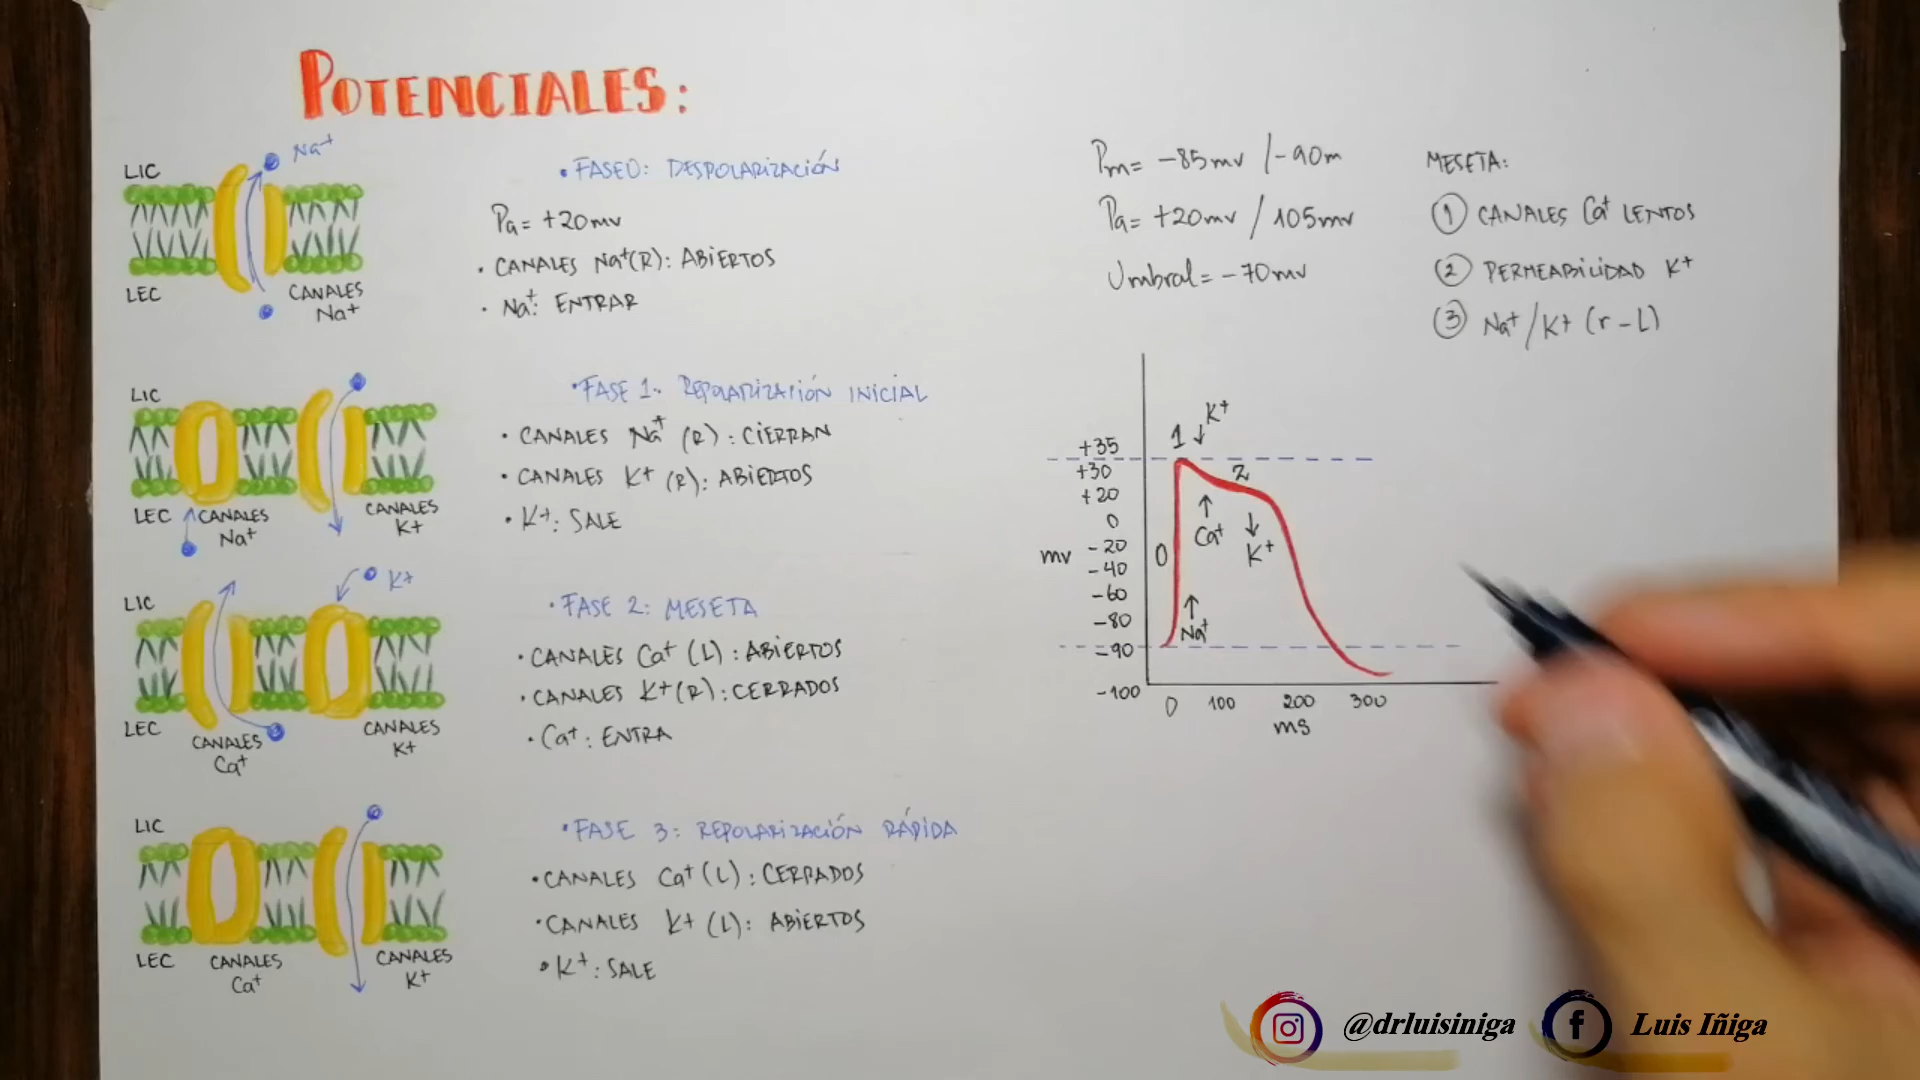 POTENCIALES:
Na+
LIC
LEC
CANALES
Na+
• FASE0: DESPOLARIZACIÓN
Pa= +20mv
• CANALES Na+(R): ABIERTOS
• Na+: ENTRAR
LIC
LEC
CANALES
Na+
CANALES
K+
• FASE 1: REPOLARIZACIÓN INICIAL
• CANALES Na+ (R): CIERRAN
• CANALES K+ (R): ABIERTOS
• K+: SALE
K+
LIC
LEC
CANALES
Ca+
CANALES
K+
• FASE 2: MESETA
• CANALES Ca+ (L): ABIERTOS
• CANALES K+(R): CERRADOS
• Ca+: ENTRA
LIC
LEC
CANALES
Ca+
CANALES
K+
• FASE 3: REPOLARIZACIÓN RÁPIDA
• CANALES Ca+ (L): CERRADOS
• CANALES K+ (L): ABIERTOS
• K+: SALE
Pm= -85mv /-90m
Pa= +20mv / 105mv
Umbral= -70mv
MESETA:
① CANALES Ca+ LENTOS
② PERMEABILIDAD K+
③ Na+/K+ (r-L)
K+
1
2
+35
+30
+20
0
-20
-40
-60
-80
-90
-100
mv
0
Ca+
K+
Na+
0 100 200 300
ms
@drluisiniga
Luis Iñiga